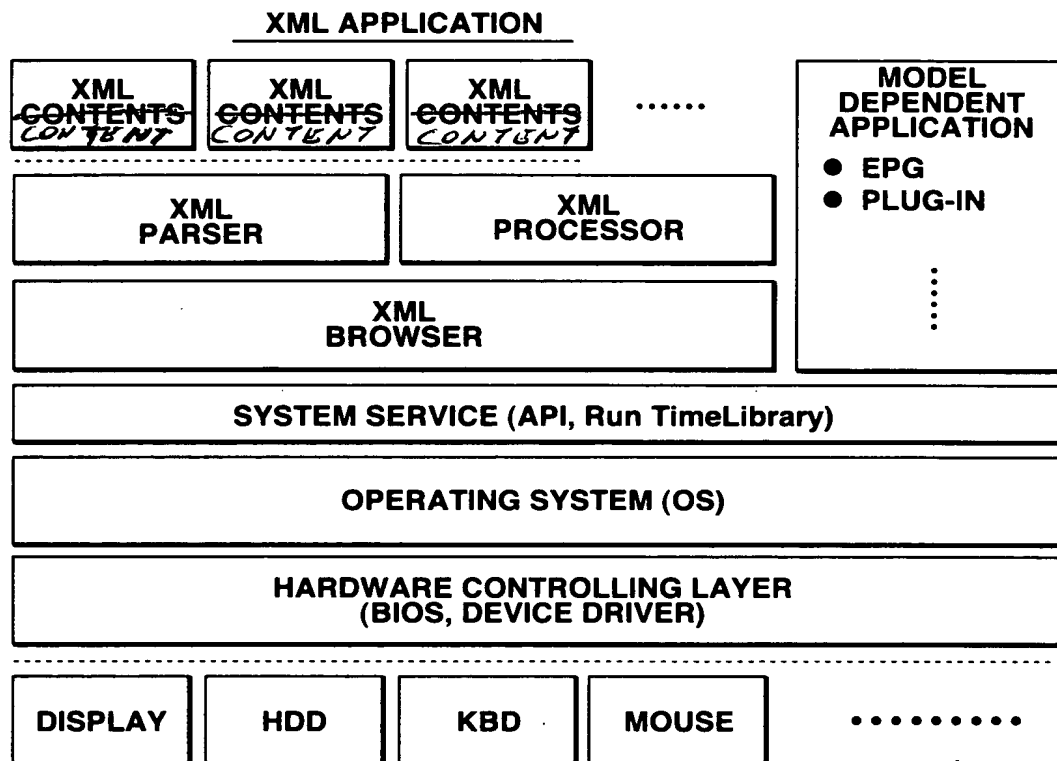 XML APPLICATION
XML
CONTENTS
CONTENT
XML
CONTENTS
CONTENT
XML
CONTENTS
CONTENT
......
MODEL
DEPENDENT
APPLICATION
● EPG
● PLUG-IN
XML
PARSER
XML
PROCESSOR
XML
BROWSER
SYSTEM SERVICE (API, Run TimeLibrary)
OPERATING SYSTEM (OS)
HARDWARE CONTROLLING LAYER
(BIOS, DEVICE DRIVER)
DISPLAY
HDD
KBD
MOUSE
.........